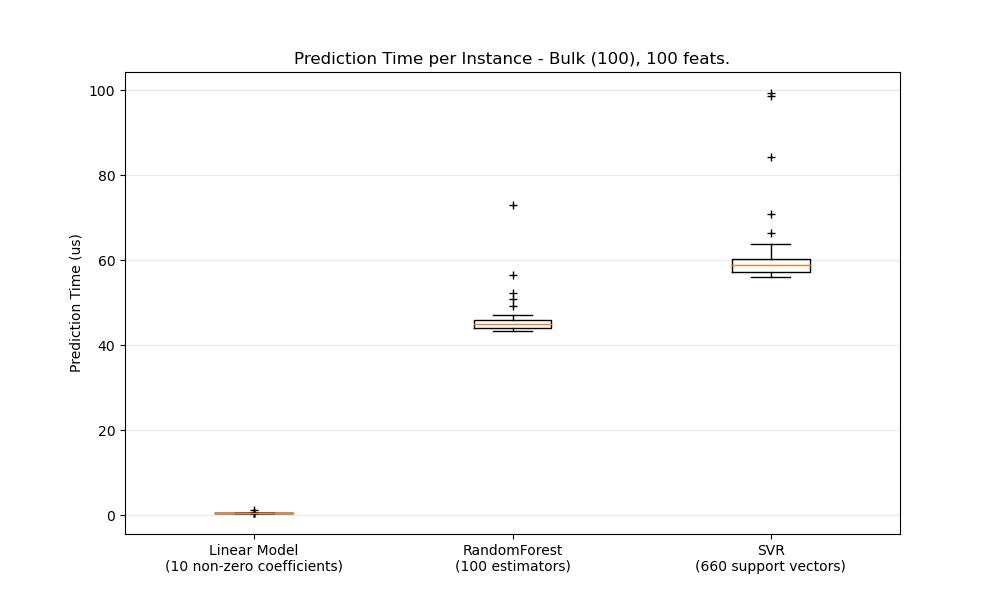 Prediction Time per Instance - Bulk (100), 100 feats.
Prediction Time (us)
100
80
60
40
20
0
Linear Model
(10 non-zero coefficients)
RandomForest
(100 estimators)
SVR
(660 support vectors)